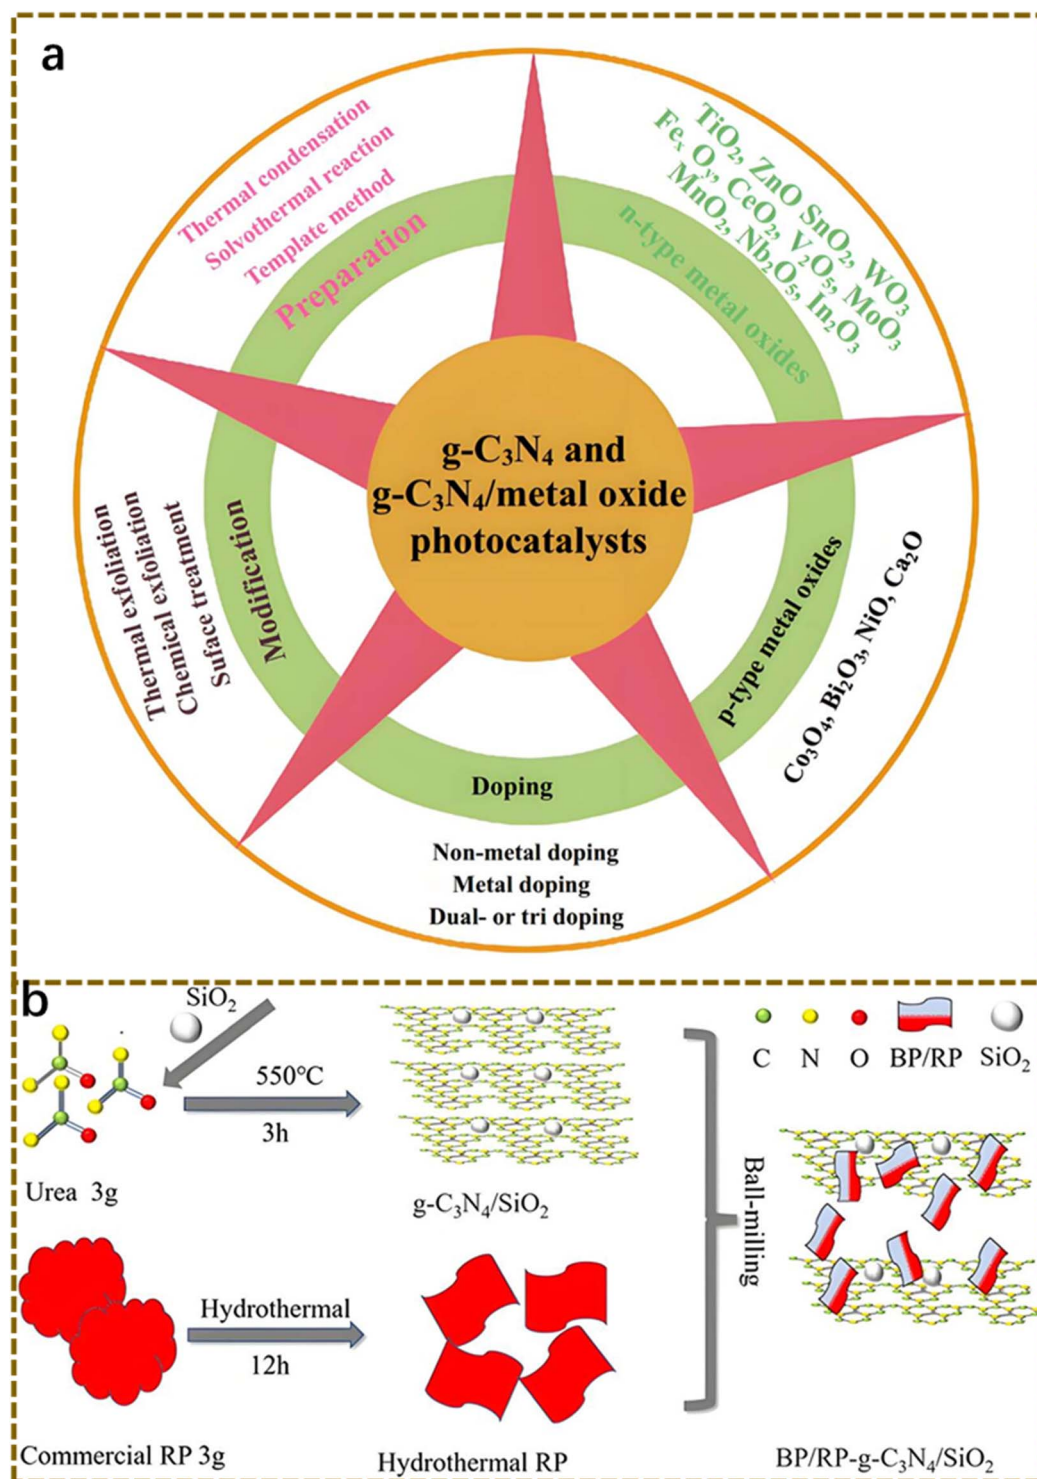 a
Thermal condensation
Solvothermal reaction
Template method
Preparation
TiO₂, ZnO SnO₂, WO₃
FeₓOᵧ, CeO₂, V₂O₅, MoO₃
MnO₂, Nb₂O₅, In₂O₃
n-type metal oxides
g-C₃N₄ and
g-C₃N₄/metal oxide
photocatalysts
Thermal exfoliation
Chemical exfoliation
Suface treatment
Modification
p-type metal oxides
Co₃O₄, Bi₂O₃, NiO, Ca₂O
Doping
Non-metal doping
Metal doping
Dual- or tri doping
b
SiO₂
550°C
3h
Urea 3g
g-C₃N₄/SiO₂
C N O BP/RP SiO₂
Ball-milling
Hydrothermal
12h
Commercial RP 3g
Hydrothermal RP
BP/RP-g-C₃N₄/SiO₂